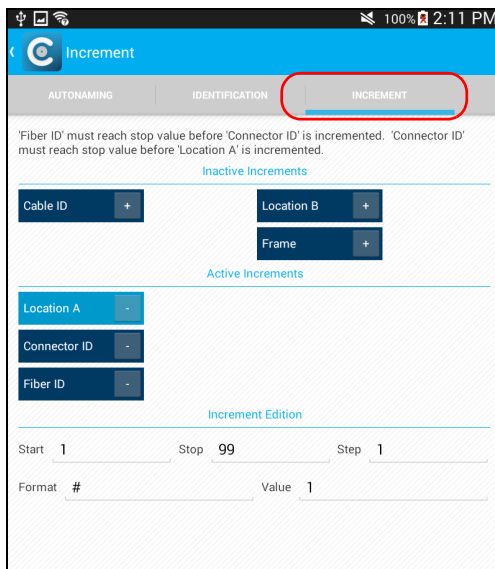 100% 2:11 PM
Increment
AUTONAMING IDENTIFICATION INCREMENT
'Fiber ID' must reach stop value before 'Connector ID' is incremented. 'Connector ID'
must reach stop value before 'Location A' is incremented.
Inactive Increments
Cable ID + Location B +
Frame +
Active Increments
Location A -
Connector ID -
Fiber ID -
Increment Edition
Start 1 Stop 99 Step 1
Format # Value 1